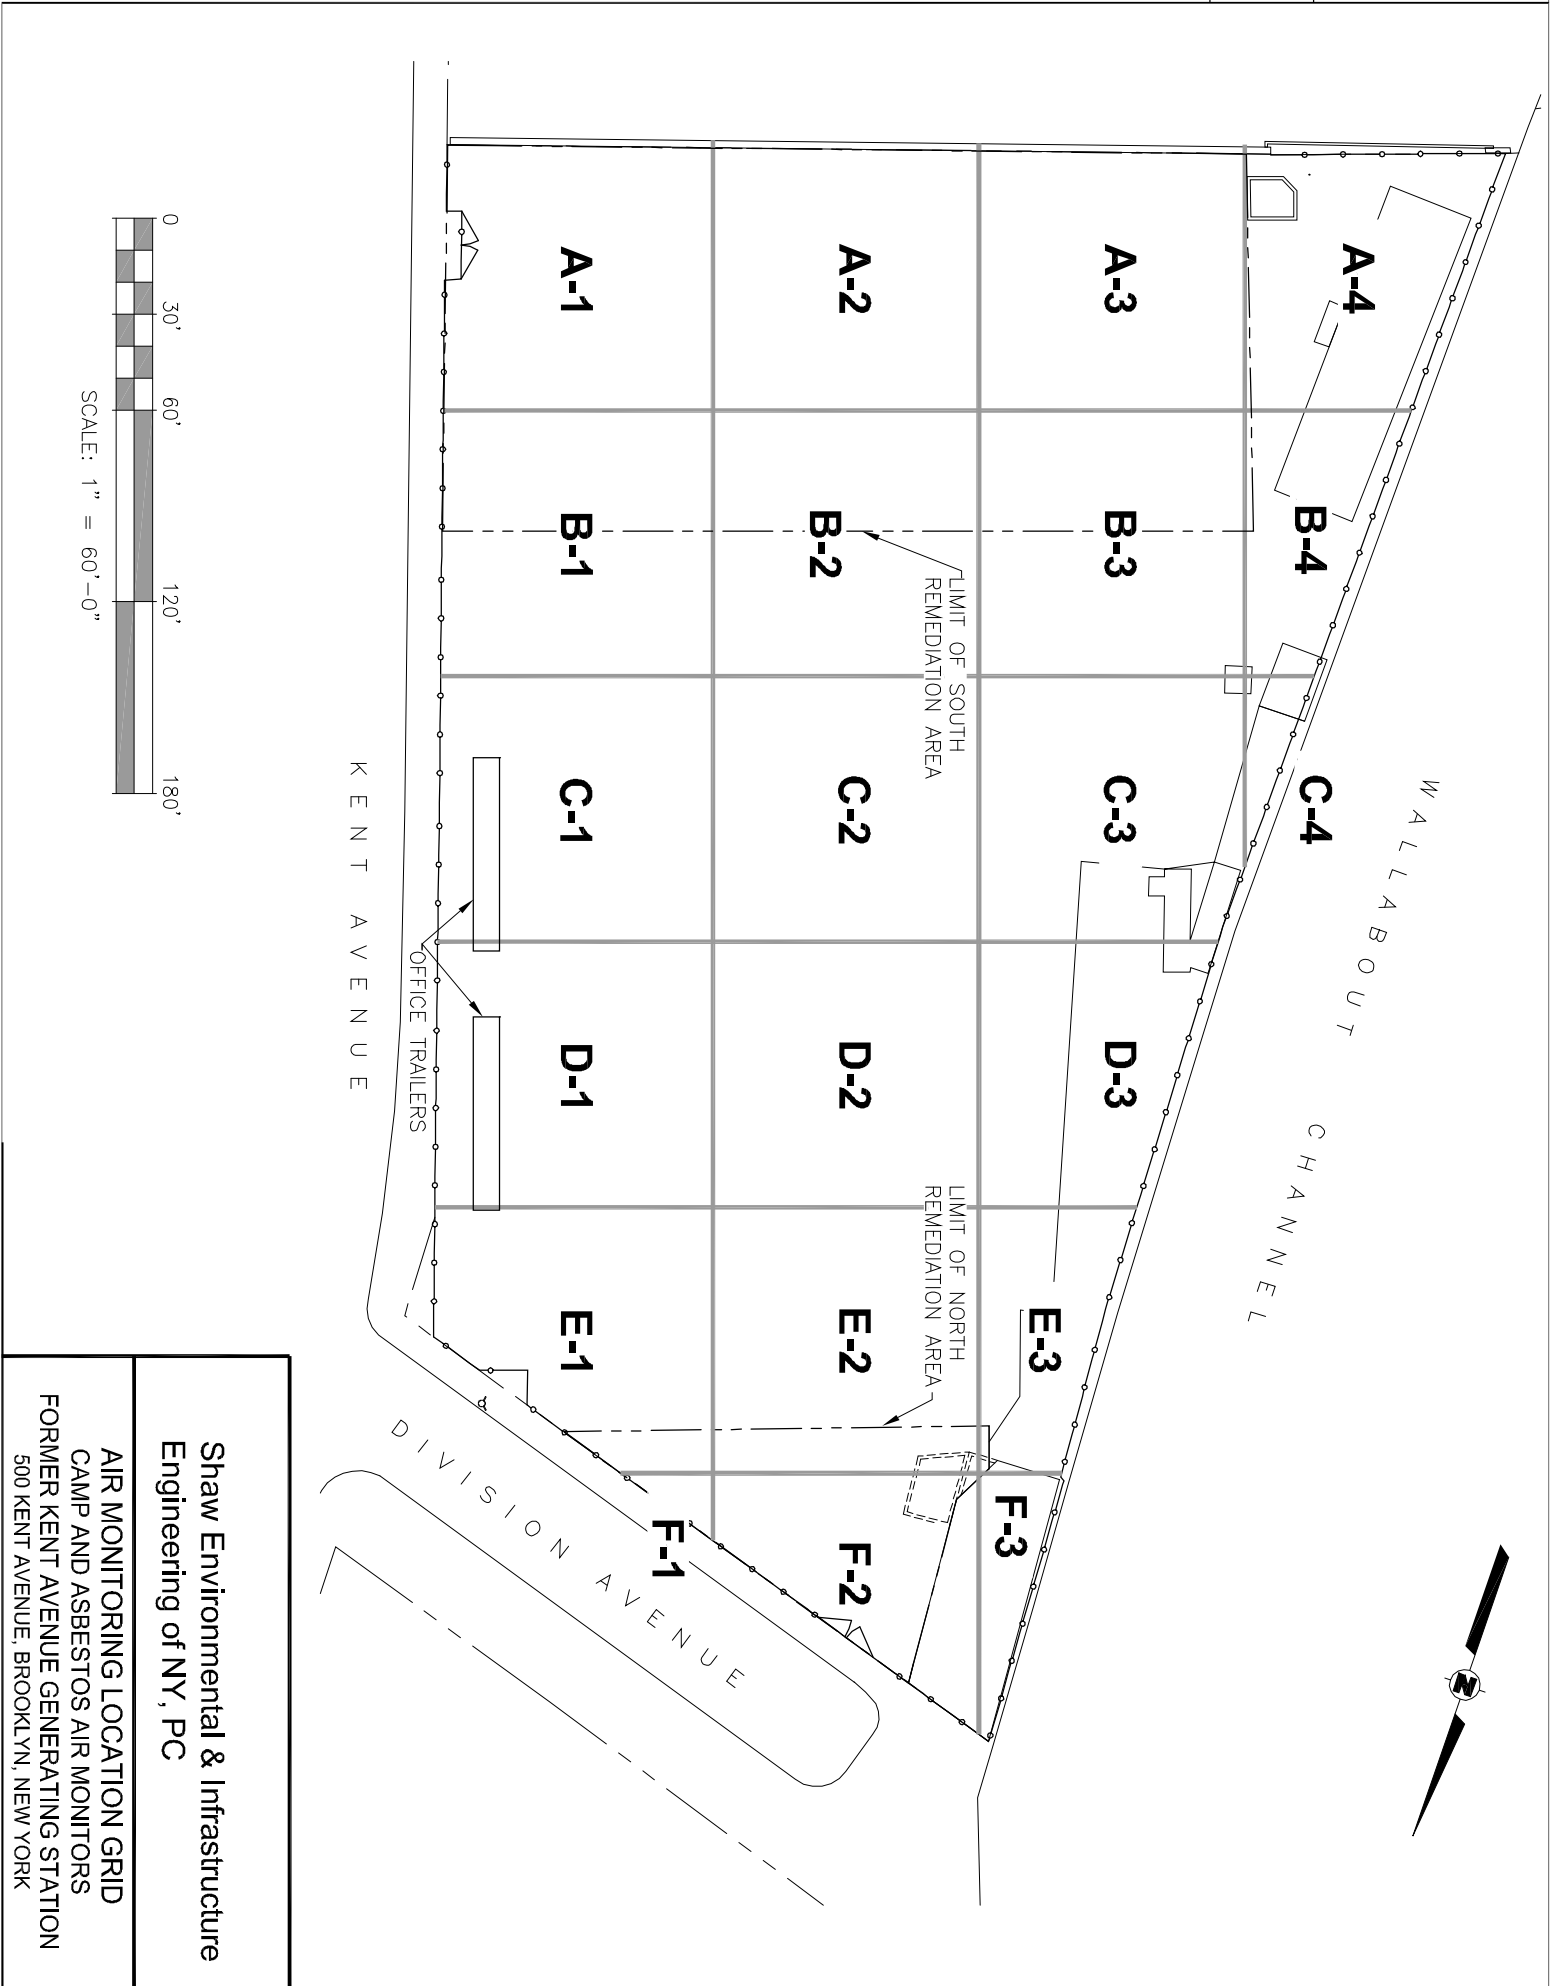 WALLABOUT CHANNEL
A-4
B-4
C-4
A-3
B-3
C-3
D-3
E-3
F-3
LIMIT OF SOUTH
REMEDIATION AREA
LIMIT OF NORTH
REMEDIATION AREA
A-2
B-2
C-2
D-2
E-2
F-2
A-1
B-1
C-1
D-1
E-1
F-1
OFFICE TRAILERS
KENT AVENUE
DIVISION AVENUE
N
0 30' 60' 120' 180'
SCALE: 1" = 60'-0"
Shaw Environmental & Infrastructure
Engineering of NY, PC
AIR MONITORING LOCATION GRID
CAMP AND ASBESTOS AIR MONITORS
FORMER KENT AVENUE GENERATING STATION
500 KENT AVENUE, BROOKLYN, NEW YORK